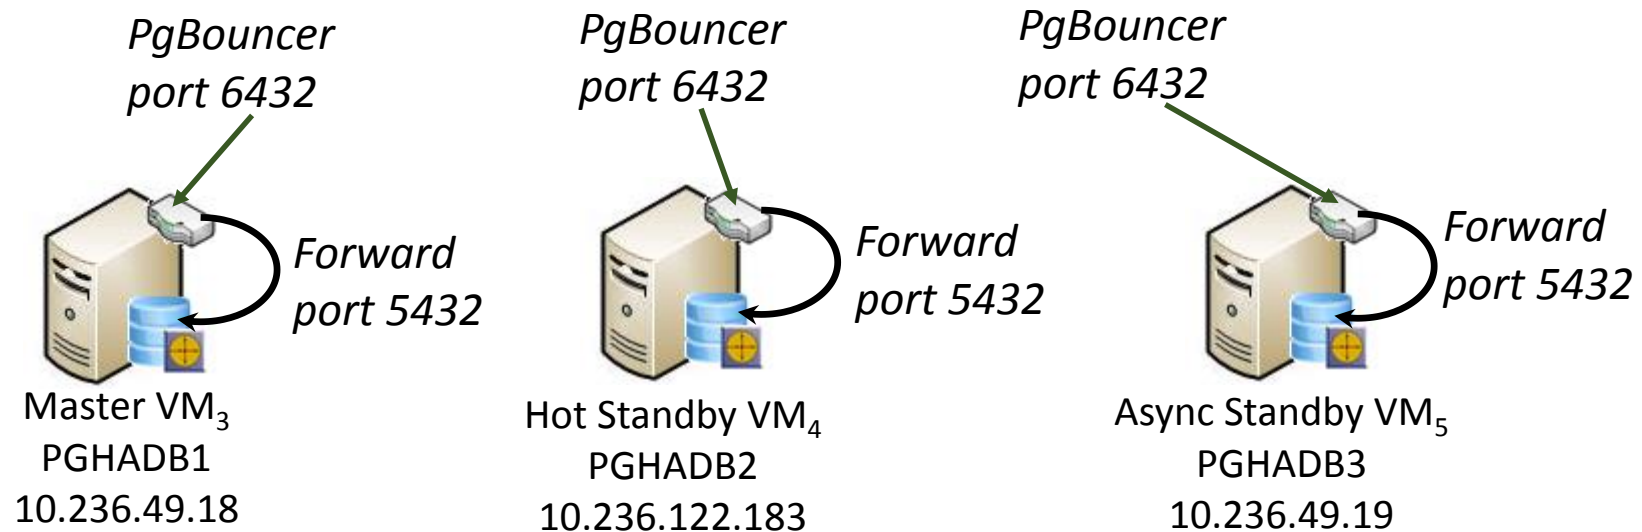 PgBouncer
port 6432
PgBouncer
port 6432
PgBouncer
port 6432
Forward
port 5432
Forward
port 5432
Forward
port 5432
Master VM₃
PGHADB1
10.236.49.18
Hot Standby VM₄
PGHADB2
10.236.122.183
Async Standby VM₅
PGHADB3
10.236.49.19